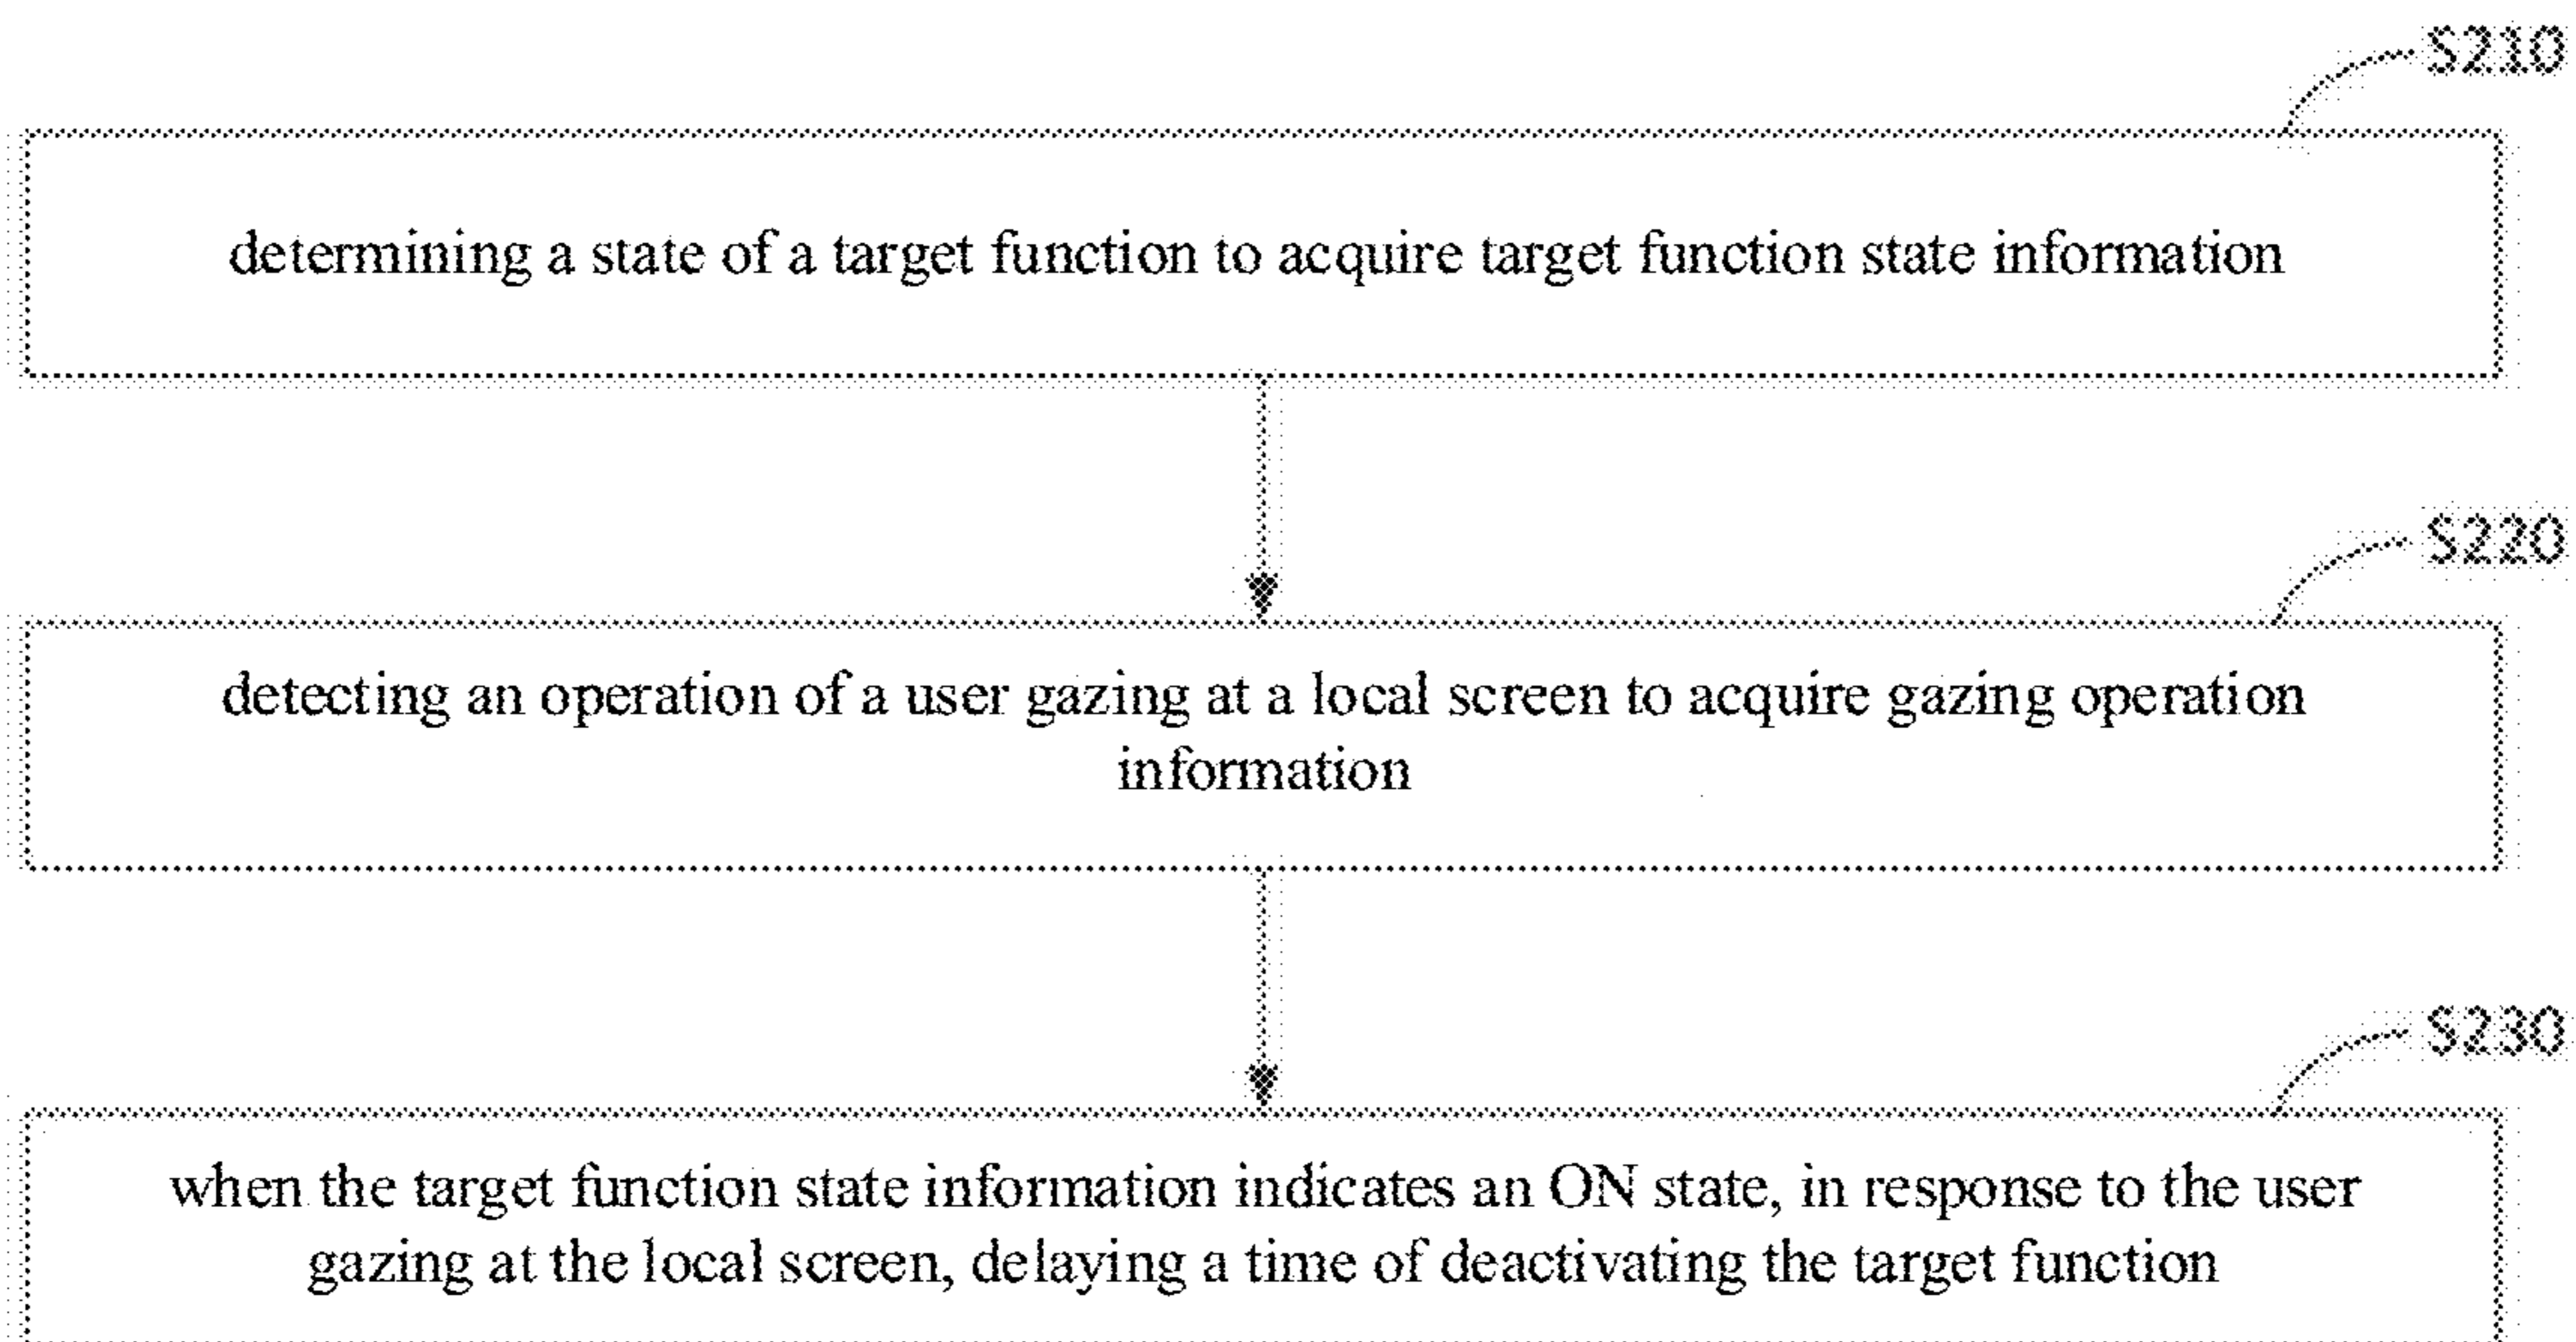 S210
determining a state of a target function to acquire target function state information
S220
detecting an operation of a user gazing at a local screen to acquire gazing operation
information
S230
when the target function state information indicates an ON state, in response to the user
gazing at the local screen, delaying a time of deactivating the target function